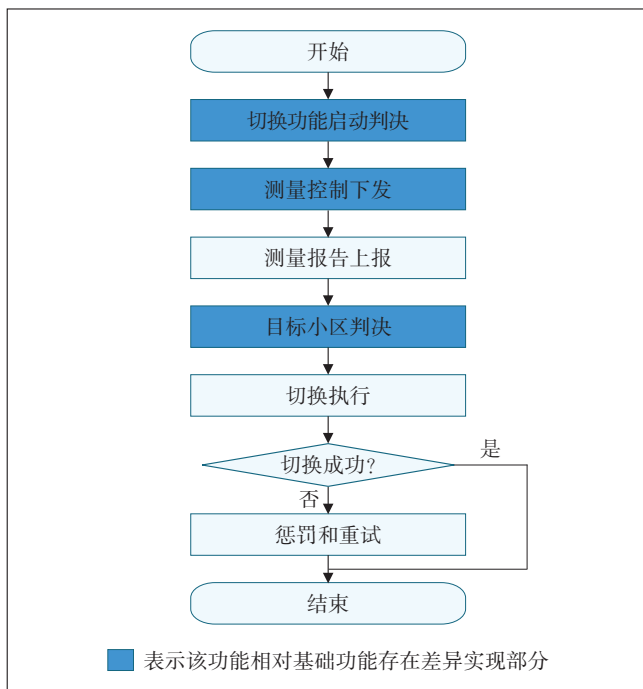 开始
切换功能启动判决
测量控制下发
测量报告上报
目标小区判决
切换执行
切换成功?
是
否
惩罚和重试
结束
表示该功能相对基础功能存在差异实现部分